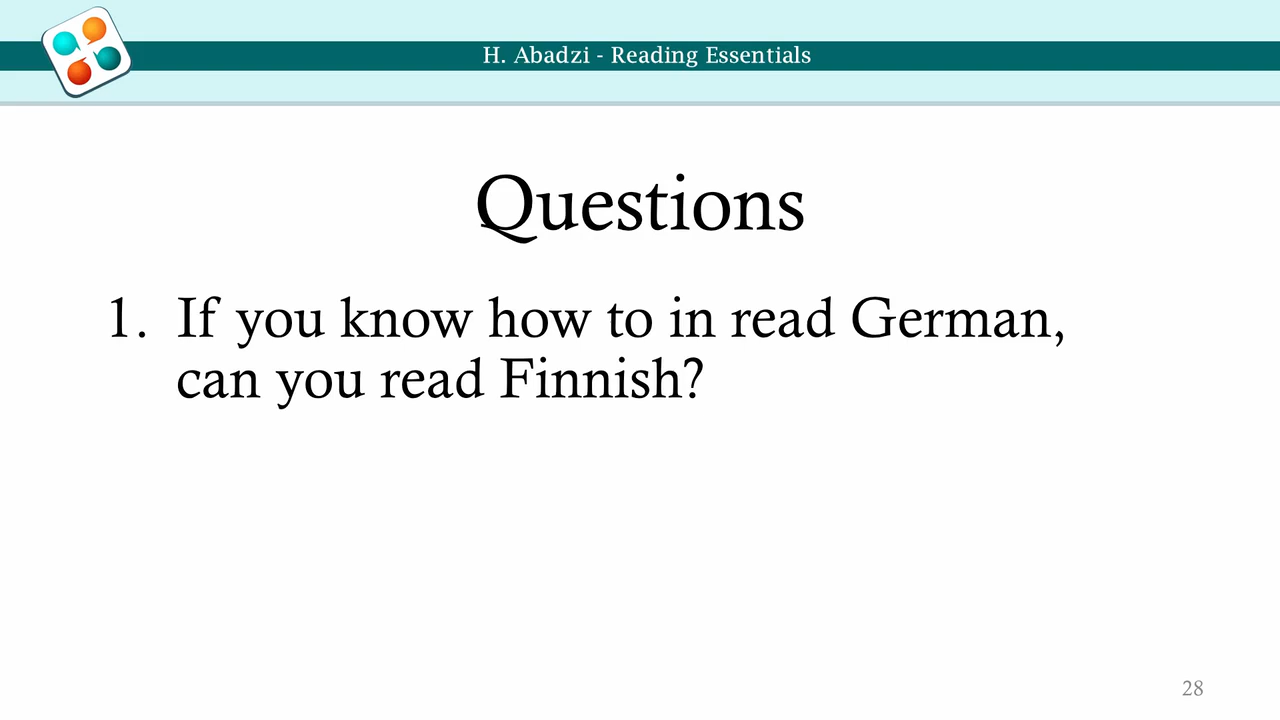 H. Abadzi - Reading Essentials
Questions
1. If you know how to in read German,
can you read Finnish?
28